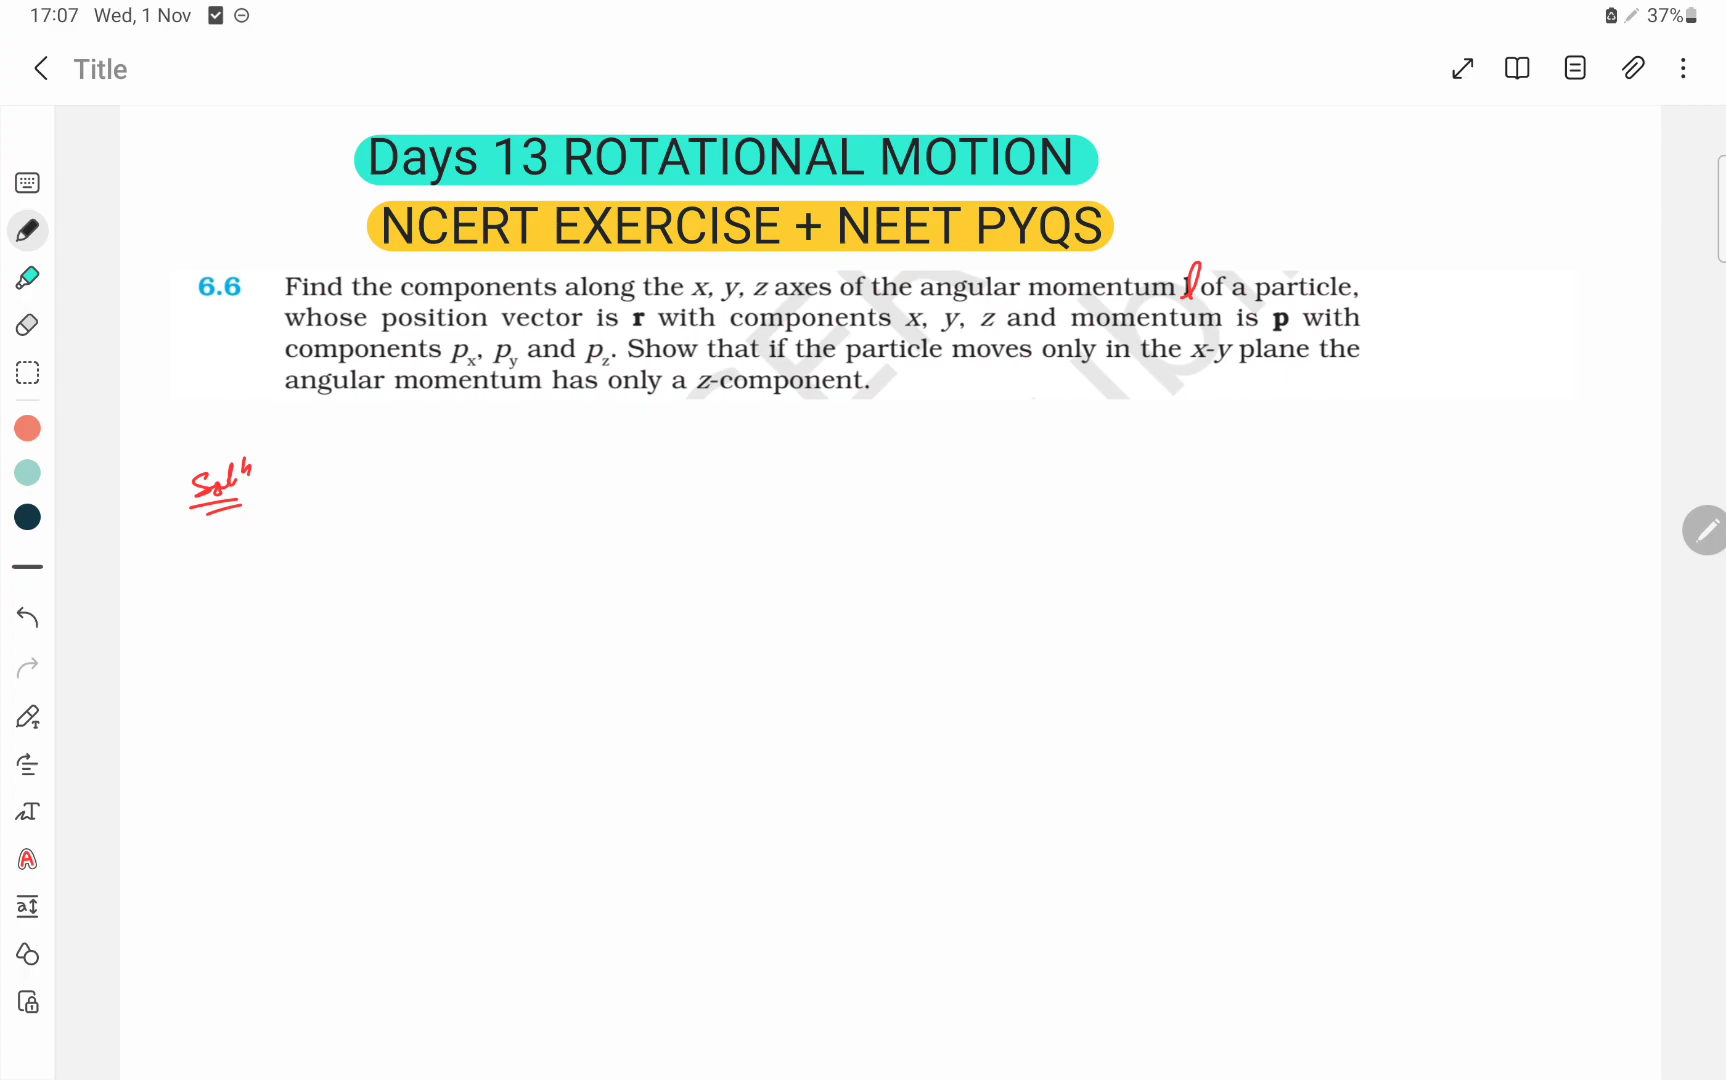 17:07 Wed, 1 Nov
37%
Title
Days 13 ROTATIONAL MOTION
NCERT EXERCISE + NEET PYQS
6.6 Find the components along the x, y, z axes of the angular momentum l of a particle,
whose position vector is r with components x, y, z and momentum is p with
components px, py and pz. Show that if the particle moves only in the x-y plane the
angular momentum has only a z-component.
Solⁿ